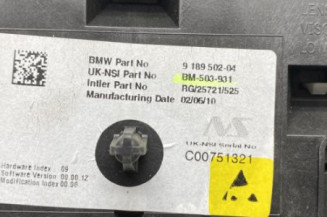 BMW Part No 9 189 502-04
UK-NSI Part No BM-503-931
Intier Part No RG/25721/525
Manufacturing Date 02/06/10
UK-NSI Serial No
C00751321
Hardware Index 09
Software Version 00.00.12
Modification Index 00.00